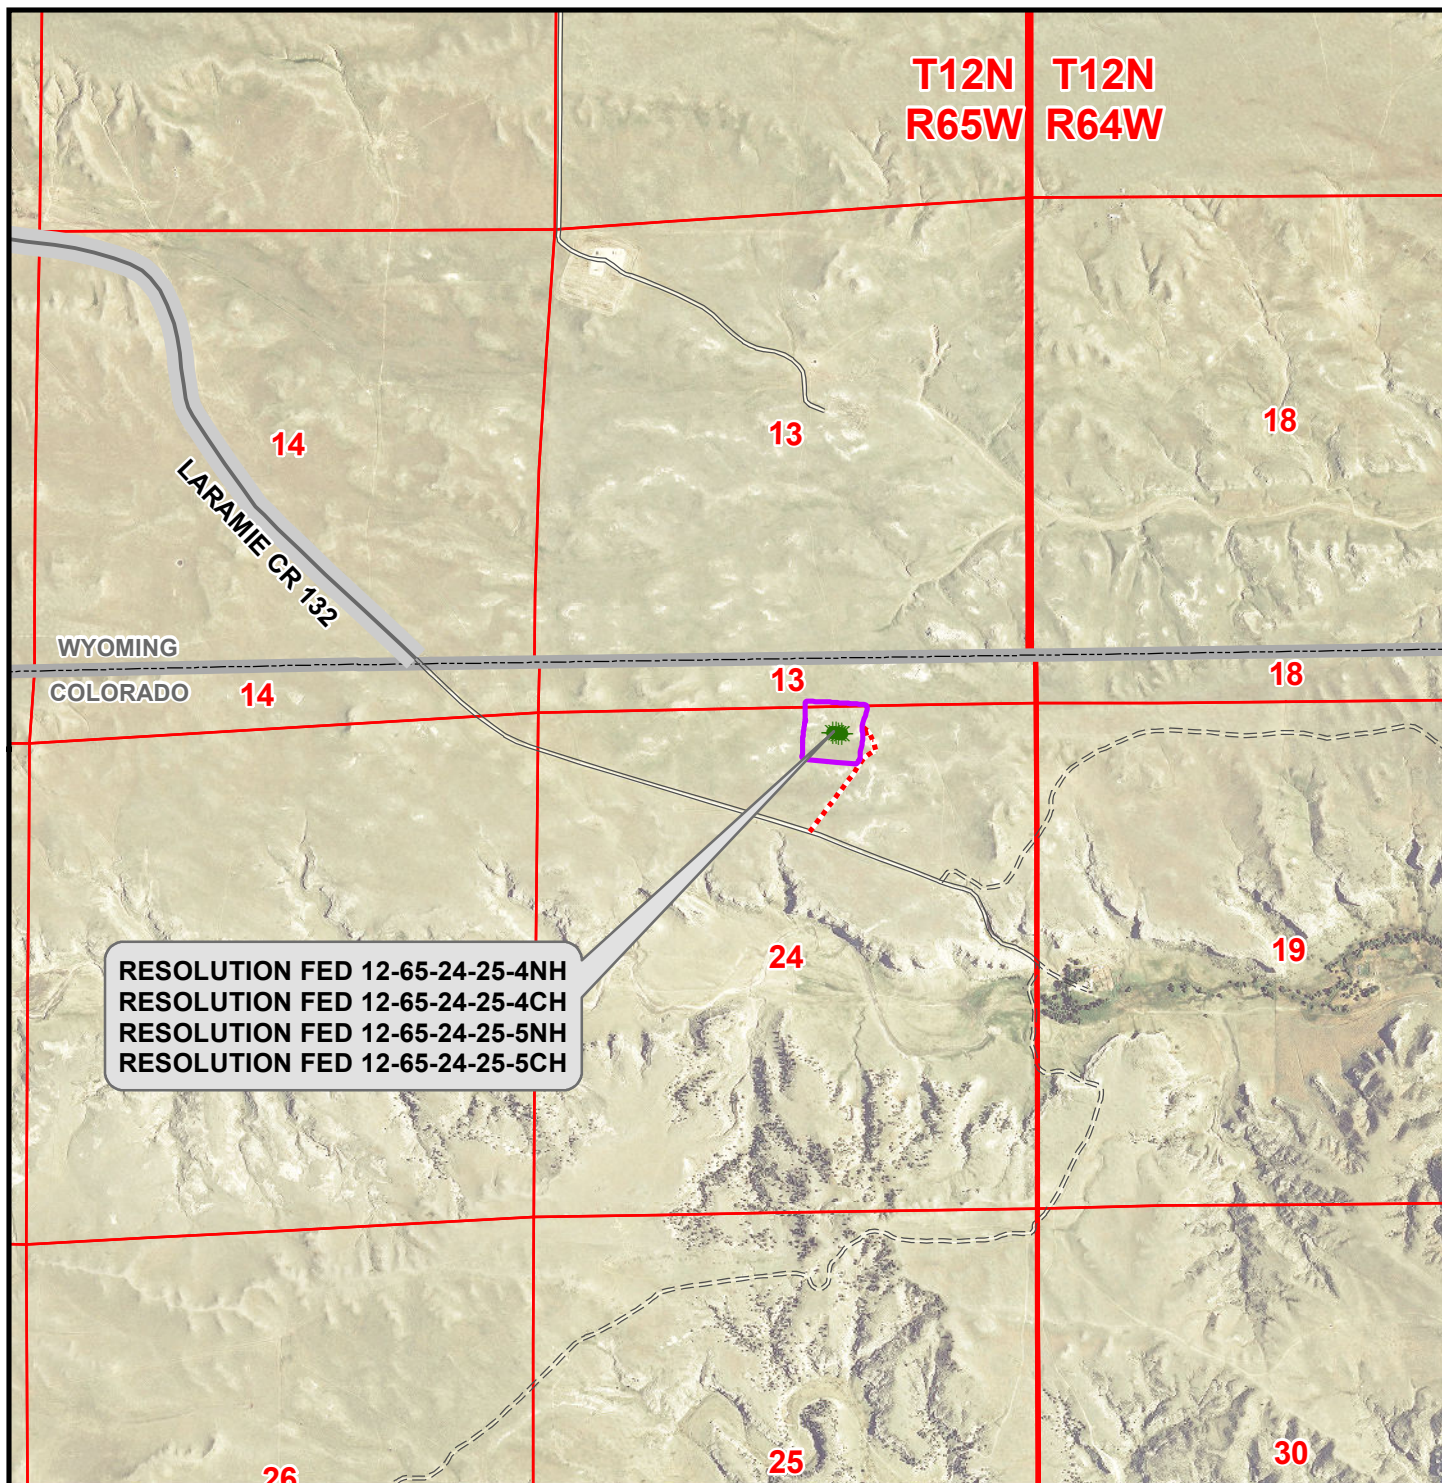 T12N T12N
R65W R64W
14
13
18
LARAMIE CR 132
WYOMING
COLORADO
14
13
18
RESOLUTION FED 12-65-24-25-4NH
RESOLUTION FED 12-65-24-25-4CH
RESOLUTION FED 12-65-24-25-5NH
RESOLUTION FED 12-65-24-25-5CH
24
19
26
25
30